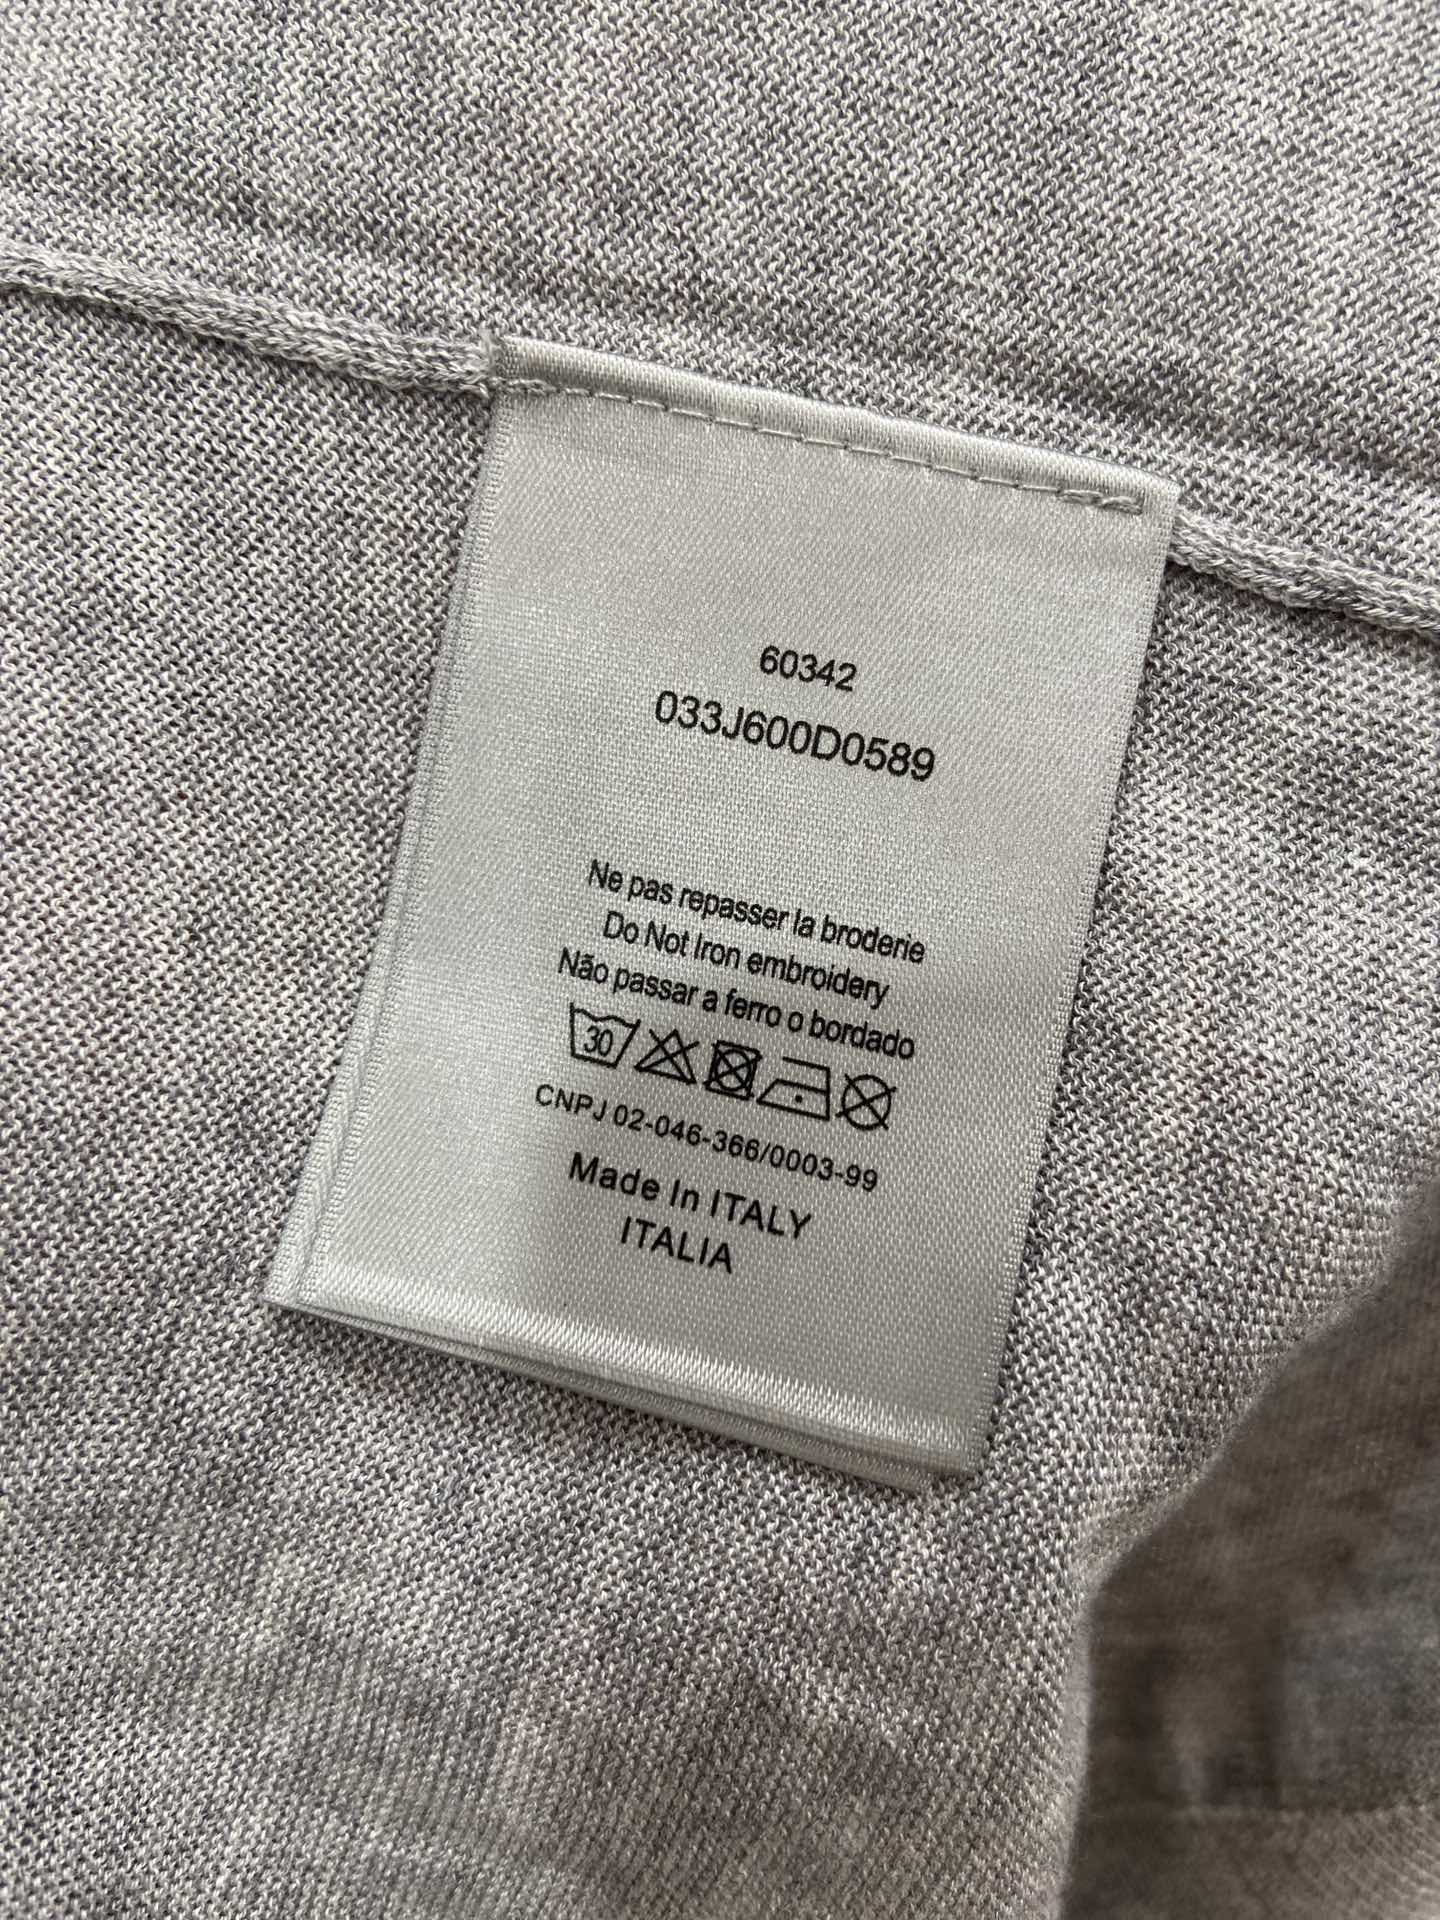 60342
033J600D0589
Ne pas repasser la broderie
Do Not Iron embroidery
Não passar a ferro o bordado
30
CNPJ 02-046-366/0003-99
Made In ITALY
ITALIA